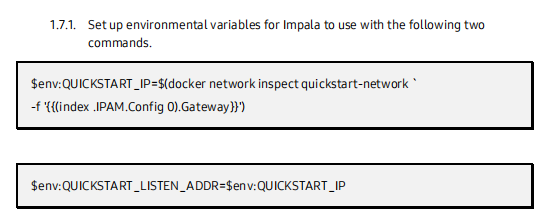 1.7.1. Set up environmental variables for Impala to use with the following two
commands.
$env:QUICKSTART_IP=$(docker network inspect quickstart-network `
-f '{{(index .IPAM.Config 0).Gateway}}')
$env:QUICKSTART_LISTEN_ADDR=$env:QUICKSTART_IP